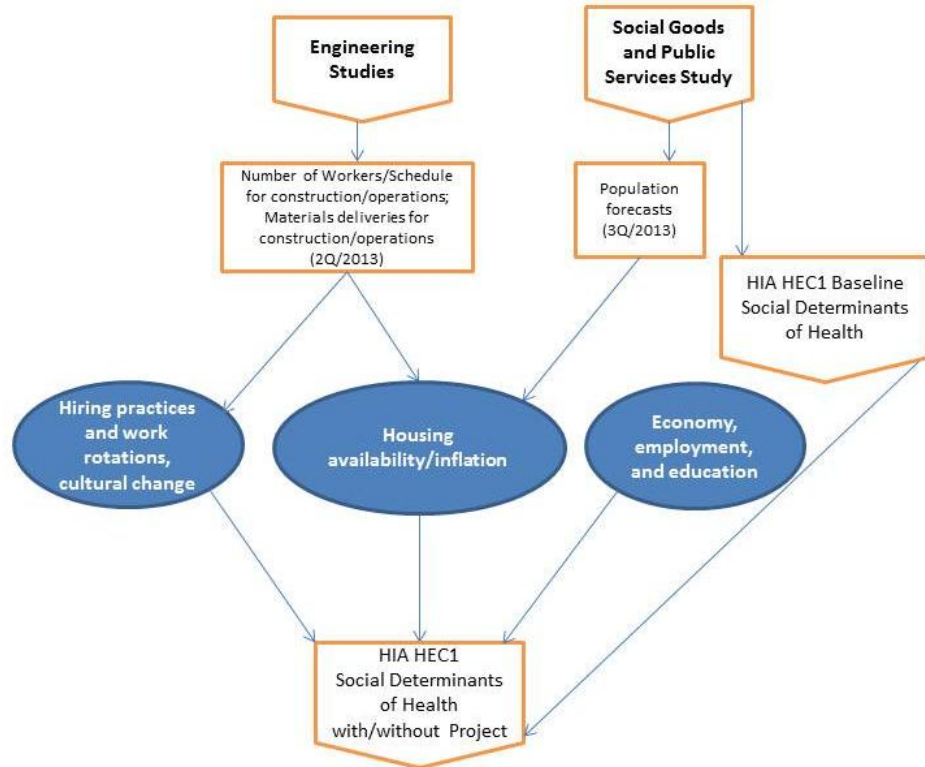 Engineering
Studies
Social Goods
and Public
Services Study
Number of Workers/Schedule
for construction/operations;
Materials deliveries for
construction/operations
(2Q/2013)
Population
forecasts
(3Q/2013)
HIA HEC1 Baseline
Social Determinants
of Health
Hiring practices
and work
rotations,
cultural change
Housing
availability/inflation
Economy,
employment,
and education
HIA HEC1
Social Determinants
of Health
with/without Project